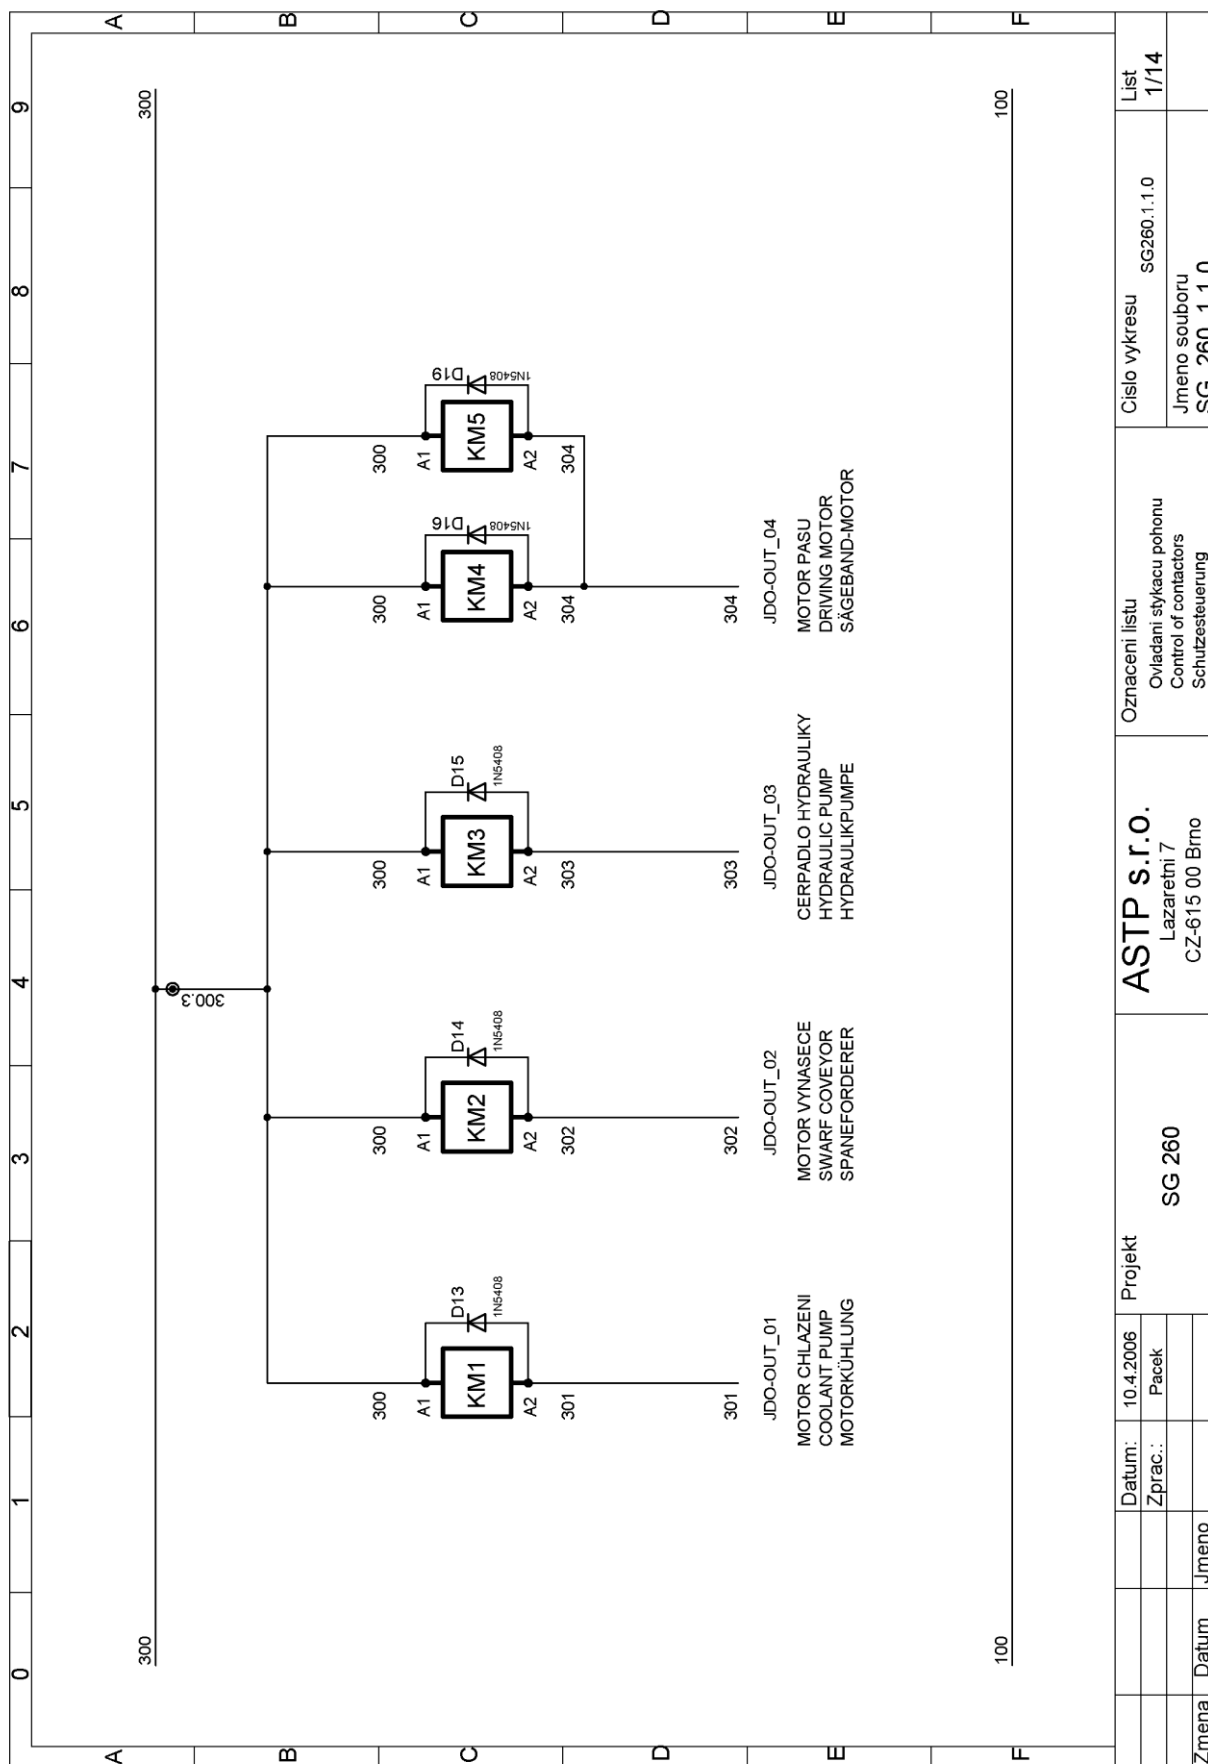 0 1 2 3 4 5 6 7 8 9
A A
300 300
300.3
B B
300 300 300 300 300
A1 A1 A1 A1 A1
D13 D14 D15 D16 D19
C C
KM1 KM2 KM3 KM4 KM5
1N5408 1N5408 1N5408 1N5408 1N5408
A2 A2 A2 A2 A2
301 302 303 304 304
D D
301 302 303 304
JDO-OUT_01 JDO-OUT_02 JDO-OUT_03 JDO-OUT_04
MOTOR CHLAZENI
COOLANT PUMP
MOTORKÜHLUNG
MOTOR VYNASECE
SWARF COVEYOR
SPANEFORDERER
CERPADLO HYDRAULIKY
HYDRAULIC PUMP
HYDRAULIKPUMPE
MOTOR PASU
DRIVING MOTOR
SÄGEBAND-MOTOR
E E
100 100
F F
Zmena Datum Jmeno
Datum: 10.4.2006
Zprac.: Pacek
Projekt
SG 260
ASTP s.r.o.
Lazaretni 7
CZ-615 00 Brno
Oznaceni listu
Ovladani stykacu pohonu
Control of contactors
Schutzesteuerung
Cislo vykresu
SG260.1.1.0
Jmeno souboru
SG_260_1.1.0
List
1/14